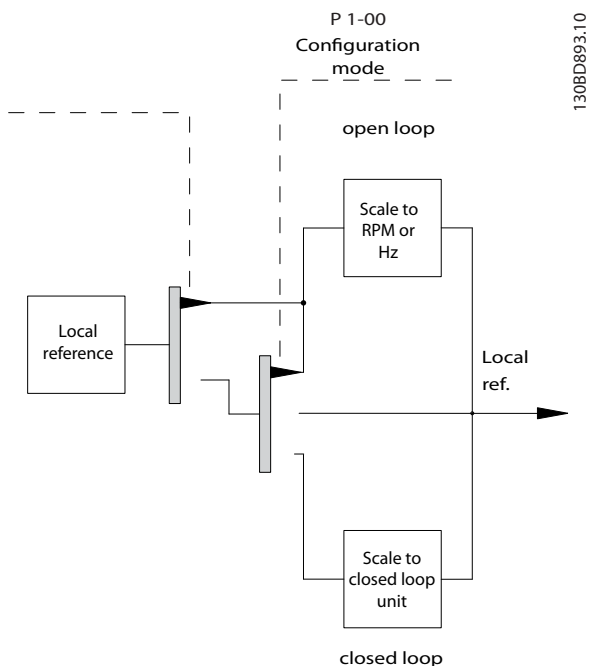 P 1-00
Configuration
mode
130BD893.10
open loop
Scale to
RPM or
Hz
Local
reference
Local
ref.
Scale to
closed loop
unit
closed loop